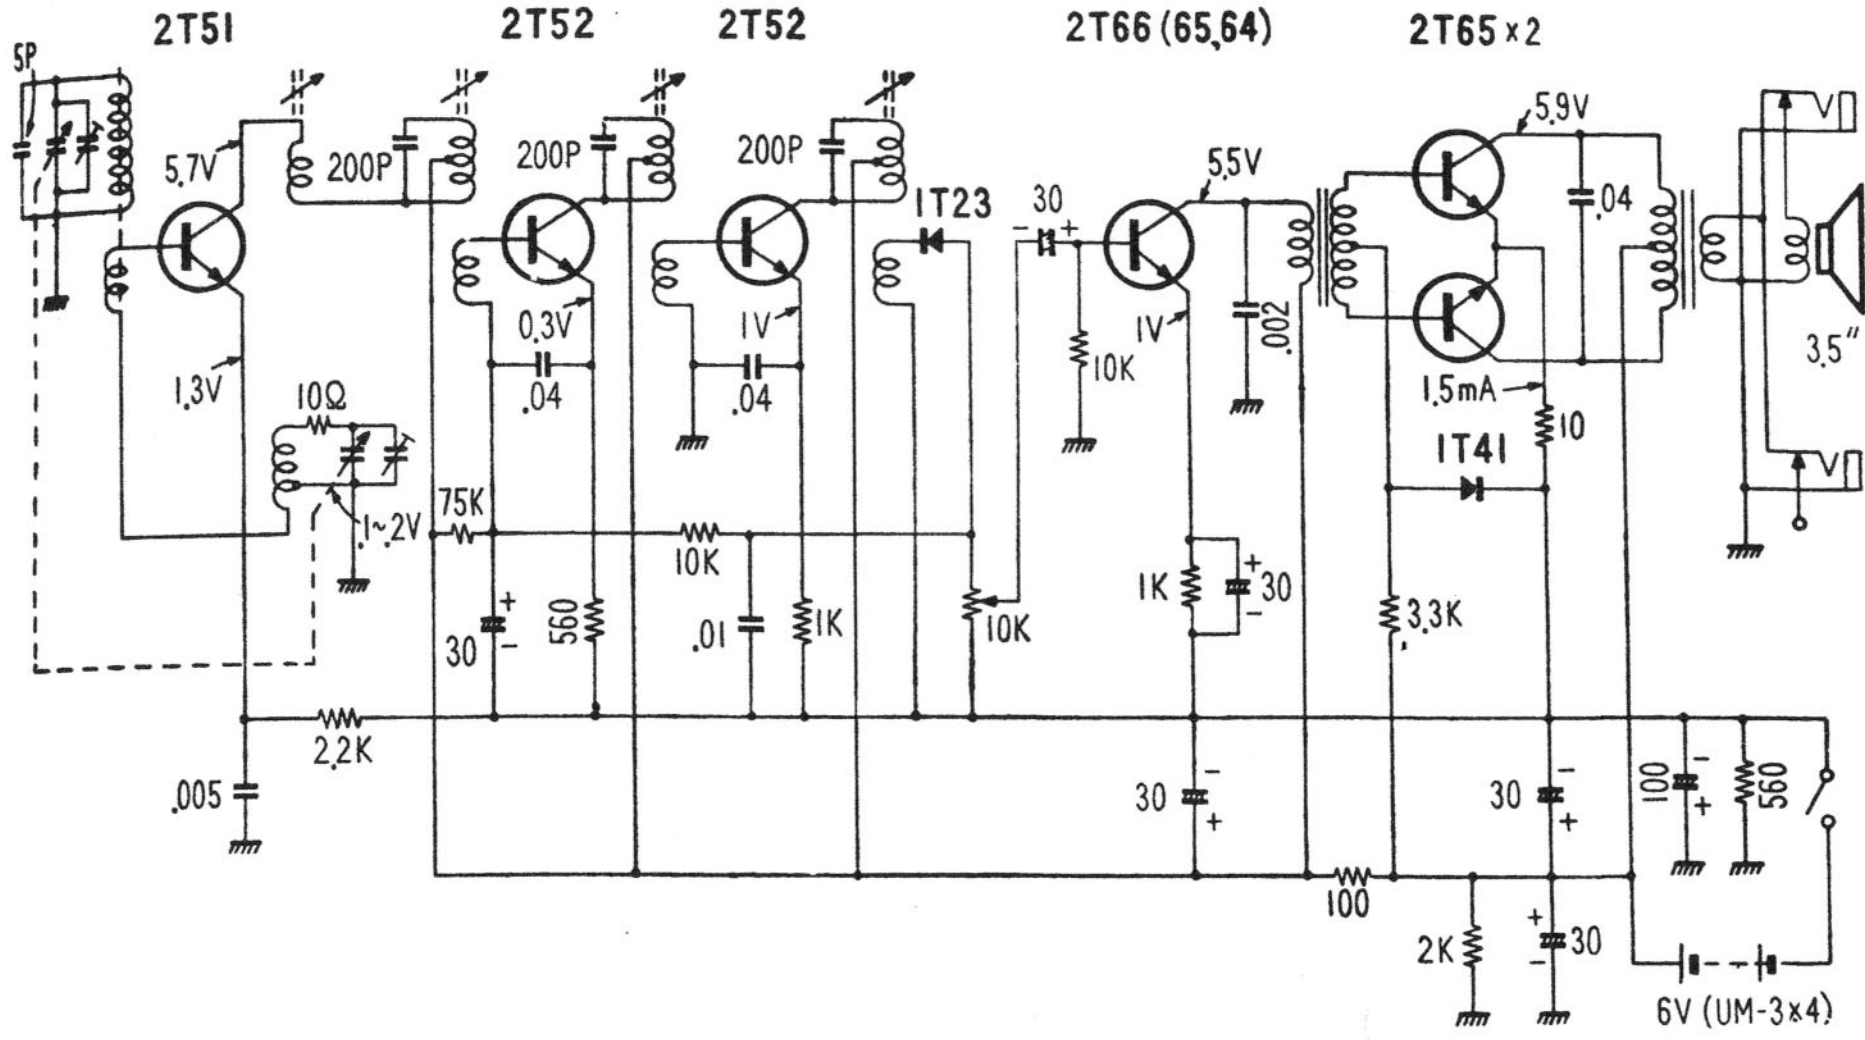 2T51
2T52
2T52
2T66 (65,64)
2T65 × 2
5P
5.7V
200P
200P
200P
1T23
30
- +
5.5V
5.9V
.04
0.3V
1V
1V
.002
10K
3.5"
1.3V
10Ω
.04
.04
1.5mA
10
1T41
75K
.1~.2V
10K
+
30
-
560
.01
1K
10K
1K
+
30
-
3.3K
2.2K
.005
-
30
+
-
30
+
100
-
+
560
100
2K
+
30
-
6V (UM-3×4)